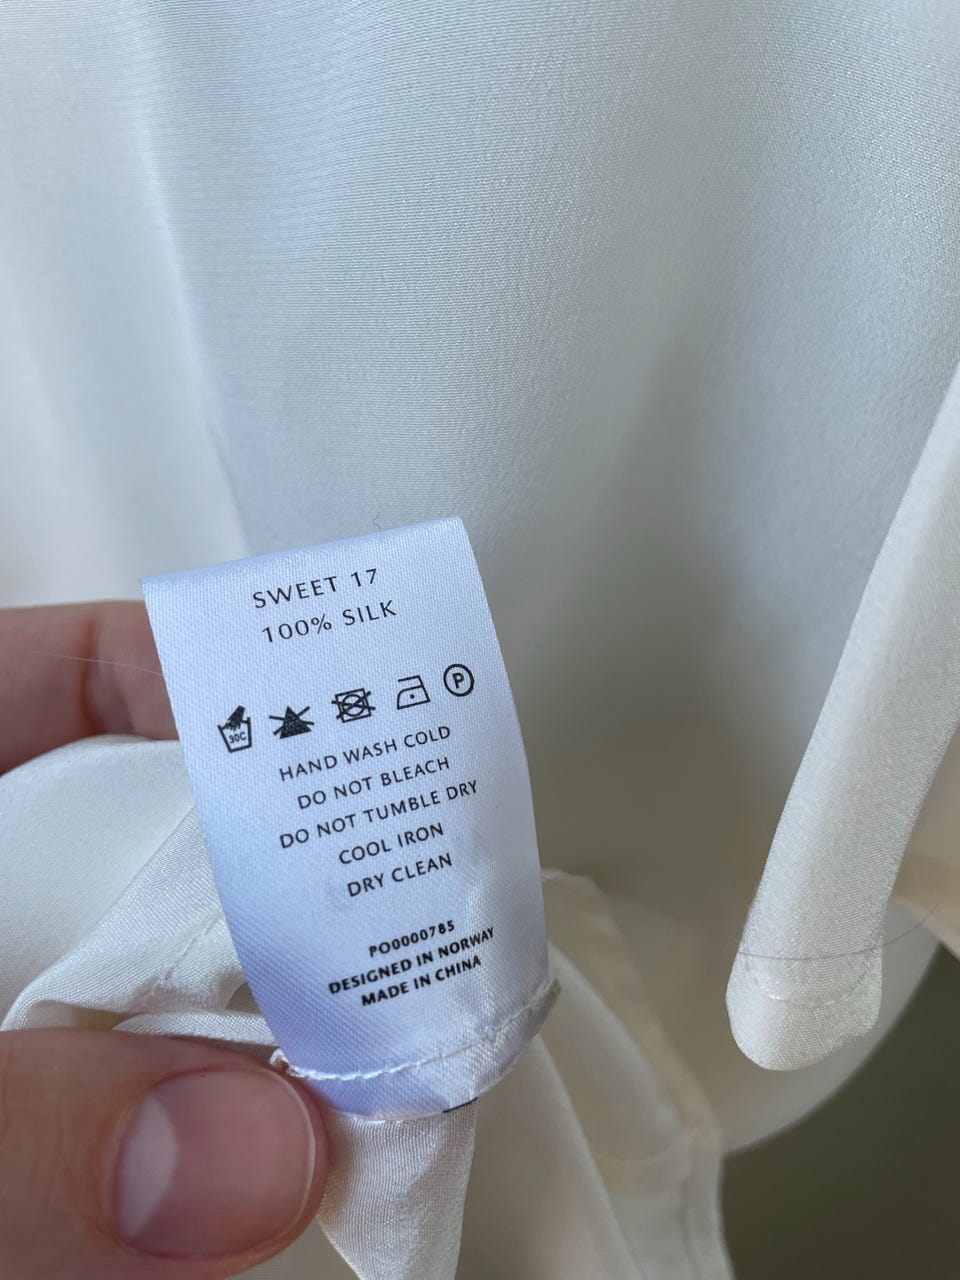 SWEET 17
100% SILK
30C
P
HAND WASH COLD
DO NOT BLEACH
DO NOT TUMBLE DRY
COOL IRON
DRY CLEAN
PO0000785
DESIGNED IN NORWAY
MADE IN CHINA